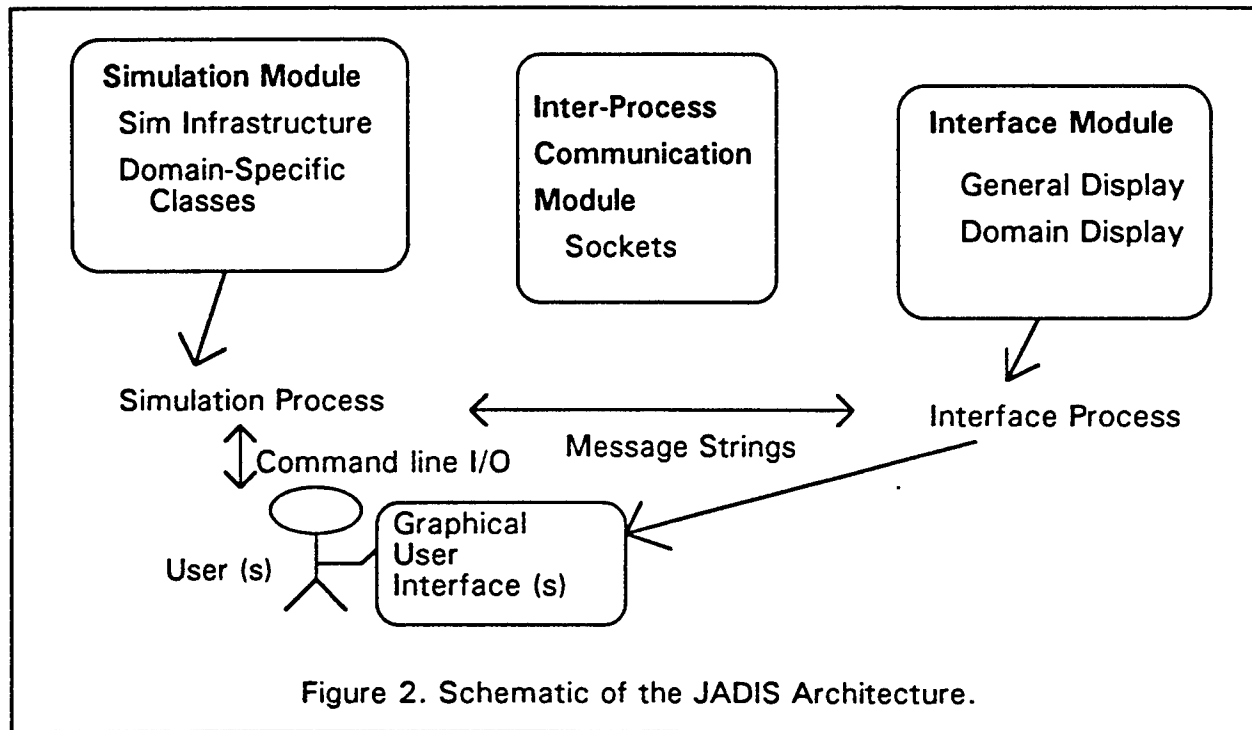 Simulation Module
Sim Infrastructure
Domain-Specific
Classes
Inter-Process
Communication
Module
Sockets
Interface Module
General Display
Domain Display
Simulation Process
Message Strings
Interface Process
Command line I/O
User (s)
Graphical
User
Interface (s)
Figure 2. Schematic of the JADIS Architecture.